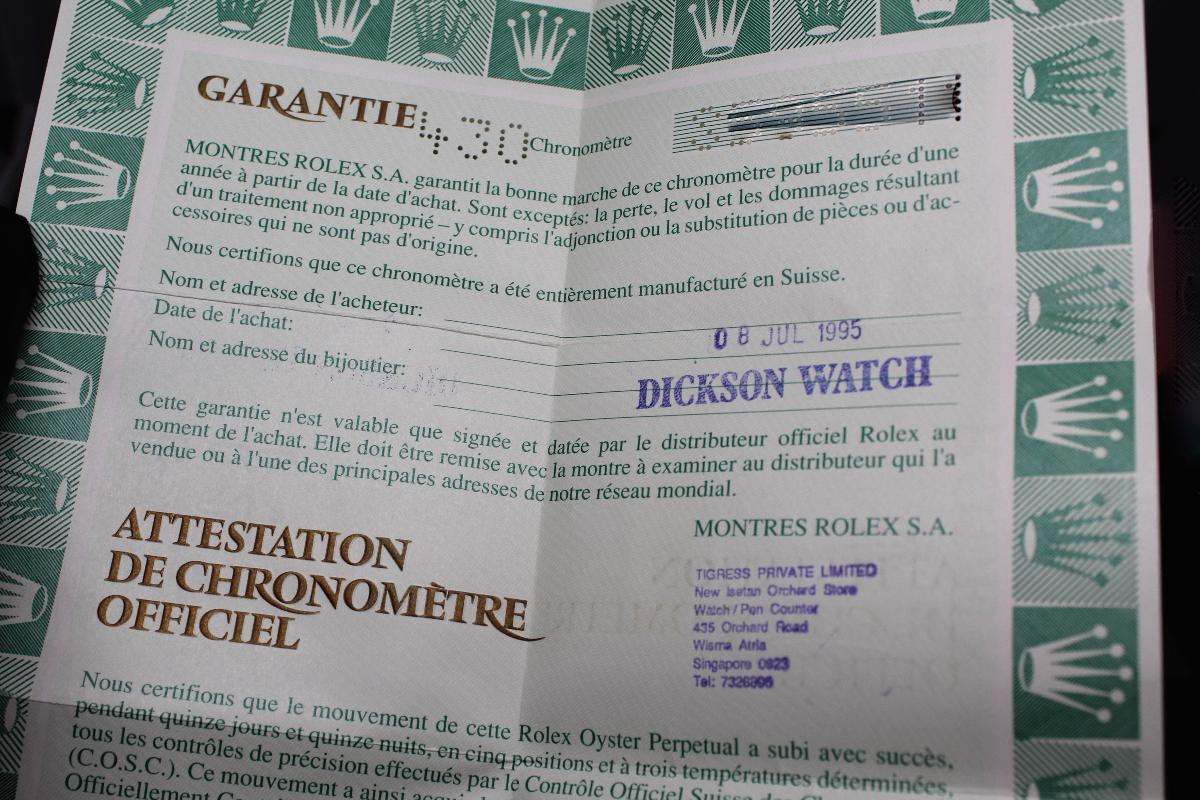 GARANTIE 430 Chronomètre
MONTRES ROLEX S.A. garantit la bonne marche de ce chronomètre pour la durée d'une
année à partir de la date d'achat. Sont exceptés: la perte, le vol et les dommages résultant
d'un traitement non approprié – y compris l'adjonction ou la substitution de pièces ou d'ac-
cessoires qui ne sont pas d'origine.
Nous certifions que ce chronomètre a été entièrement manufacturé en Suisse.
Nom et adresse de l'acheteur:
Date de l'achat: 08 JUL 1995
Nom et adresse du bijoutier: DICKSON WATCH
Cette garantie n'est valable que signée et datée par le distributeur officiel Rolex au
moment de l'achat. Elle doit être remise avec la montre à examiner au distributeur qui l'a
vendue ou à l'une des principales adresses de notre réseau mondial.
MONTRES ROLEX S.A.
TIGRESS PRIVATE LIMITED
New Isetan Orchard Store
Watch / Pen Counter
435 Orchard Road
Wisma Atria
Singapore 0923
Tel:
ATTESTATION
DE CHRONOMÈTRE
OFFICIEL
Nous certifions que le mouvement de cette Rolex Oyster Perpetual a subi avec succès,
pendant quinze jours et quinze nuits, en cinq positions et à trois températures déterminées,
tous les contrôles de précision effectués par le Contrôle Officiel Suisse des
(C.O.S.C.). Ce mouvement a ainsi
Officiellement